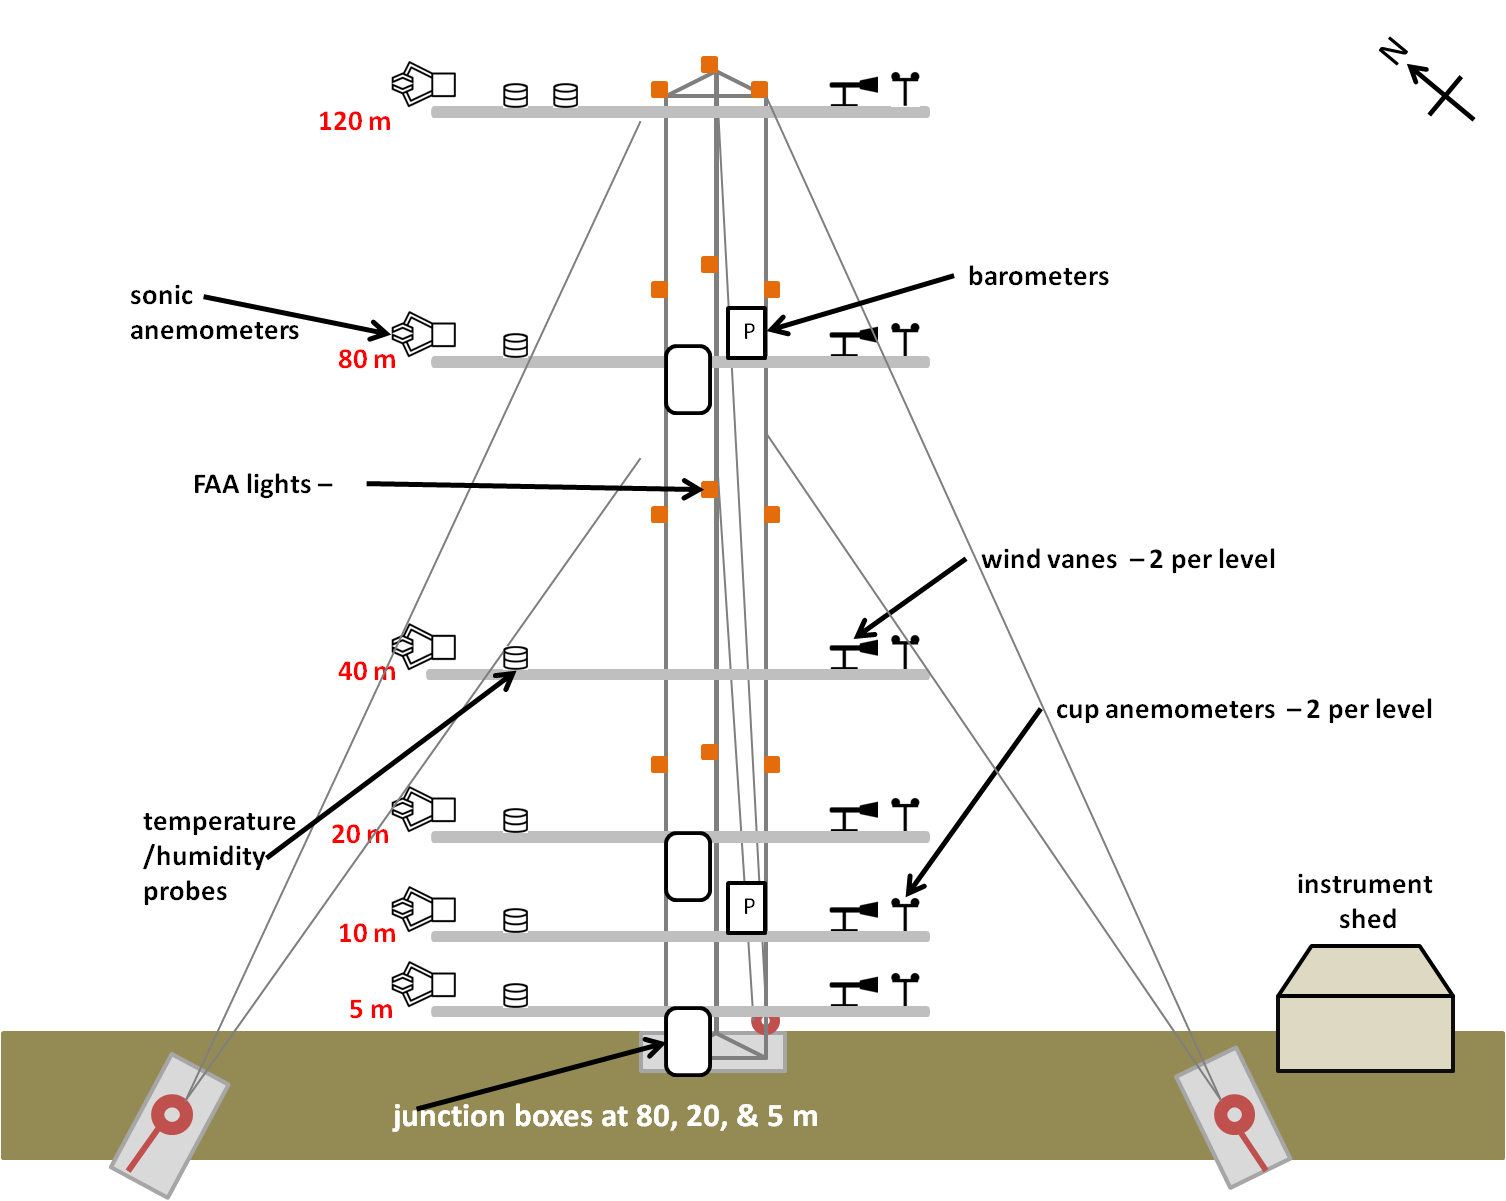 N
120 m
barometers
sonic
anemometers
P
80 m
FAA lights –
wind vanes – 2 per level
40 m
cup anemometers – 2 per level
temperature
/humidity
probes
20 m
instrument
shed
P
10 m
5 m
junction boxes at 80, 20, & 5 m